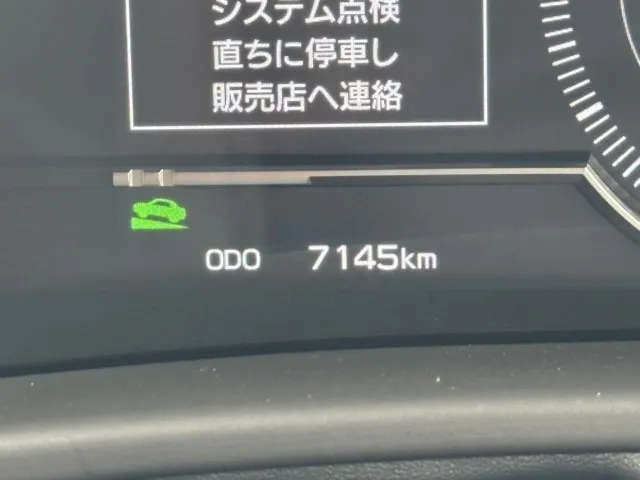 システム点検
直ちに停車し
販売店へ連絡
ODO 7145km